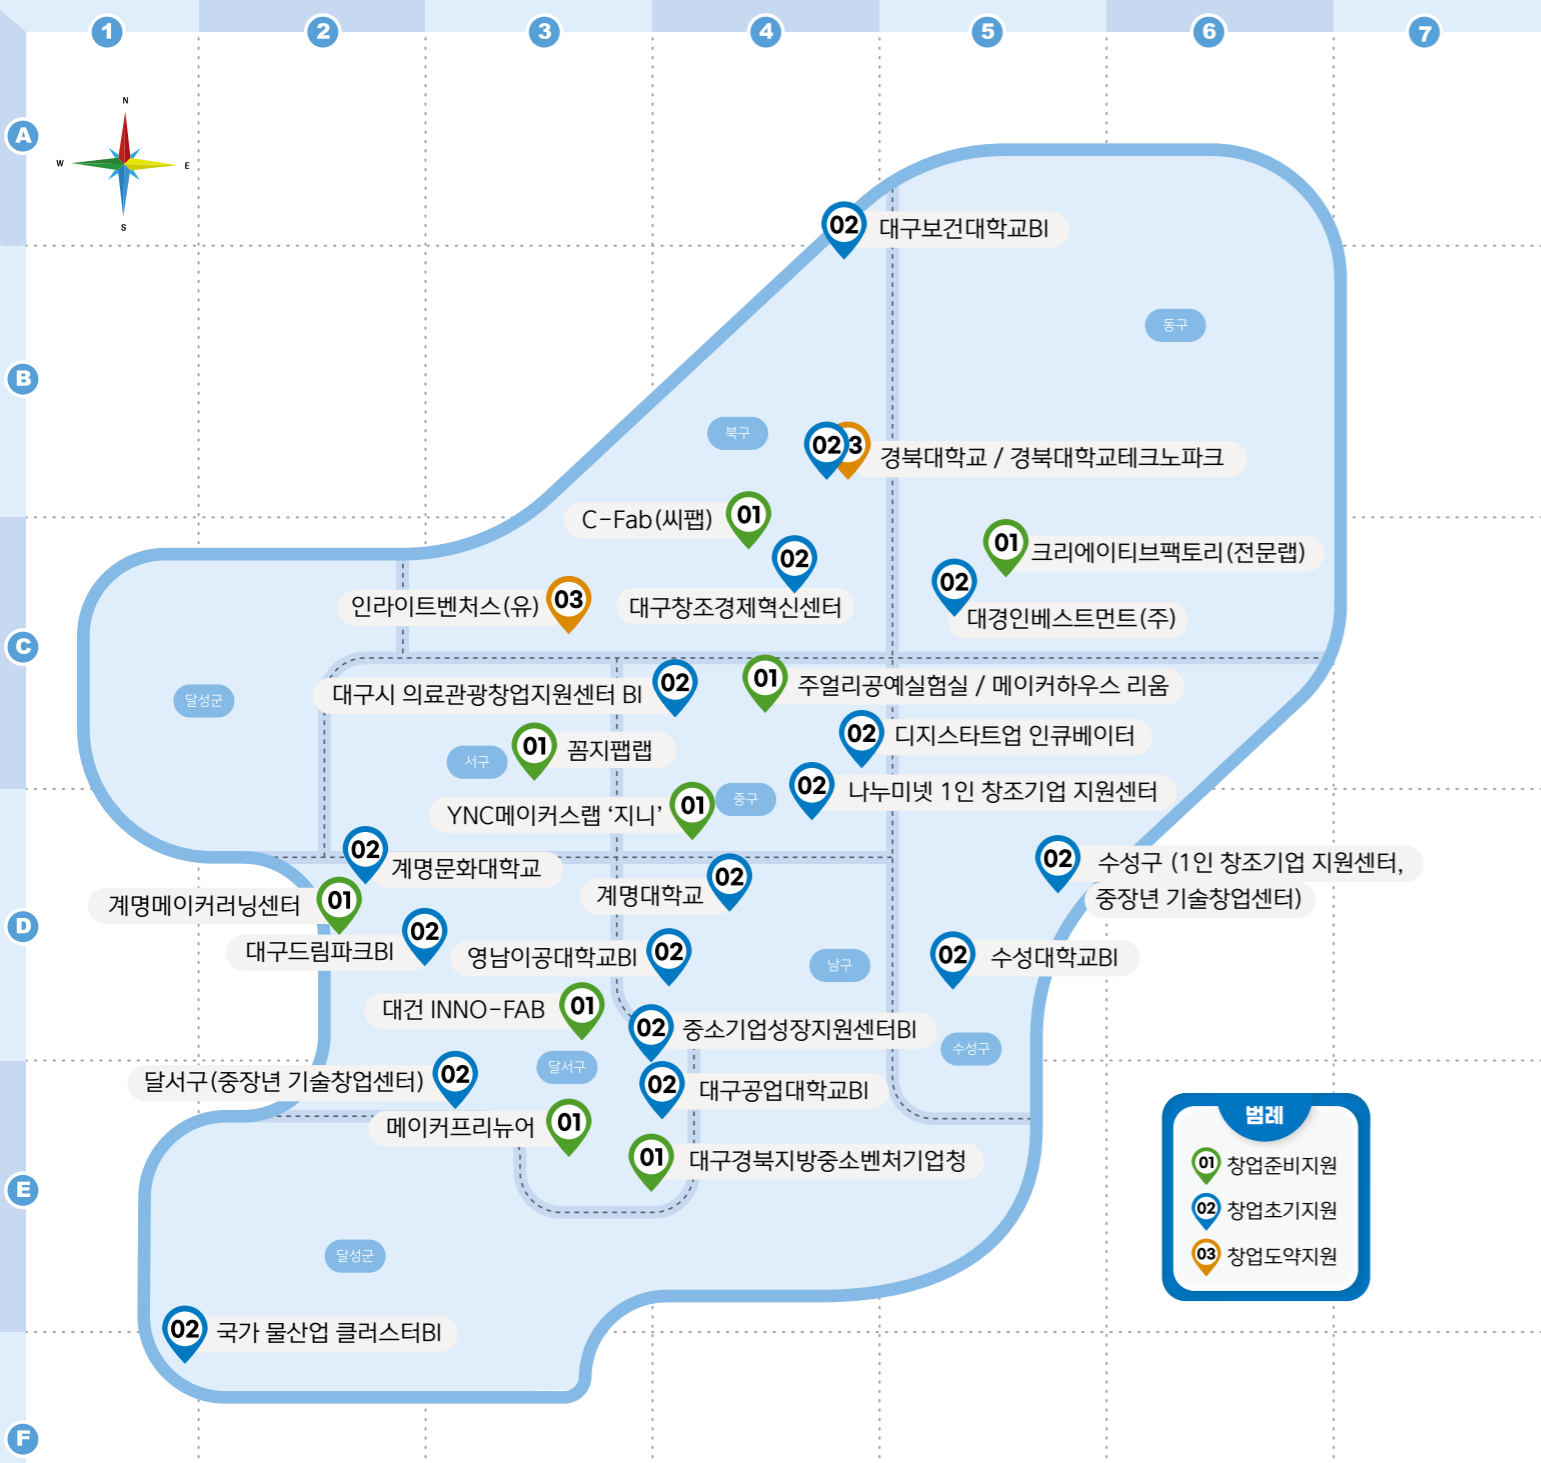 1
2
3
4
5
6
7
A
B
C
D
E
F
N
W
E
S
02 대구보건대학교BI
동구
북구
02 3 경북대학교 / 경북대학교테크노파크
C-Fab(씨팹) 01
02
대구창조경제혁신센터
01 크리에이티브팩토리(전문랩)
02
대경인베스트먼트(주)
인라이트벤처스(유) 03
대구시 의료관광창업지원센터 BI 02
01 주얼리공예실험실 / 메이커하우스 리움
달성군
02 디지스타트업 인큐베이터
서구
01 꼼지팹랩
02 나누미넷 1인 창조기업 지원센터
중구
YNC메이커스랩 ‘지니’ 01
02
계명문화대학교
02 수성구 (1인 창조기업 지원센터,
중장년 기술창업센터)
계명대학교 02
계명메이커러닝센터 01
대구드림파크BI 02
영남이공대학교BI 02
남구
02 수성대학교BI
대건 INNO-FAB 01
02 중소기업성장지원센터BI
수성구
달서구
달서구(중장년 기술창업센터) 02
02 대구공업대학교BI
메이커프리뉴어 01
01 대구경북지방중소벤처기업청
달성군
02 국가 물산업 클러스터BI
범례
01 창업준비지원
02 창업초기지원
03 창업도약지원